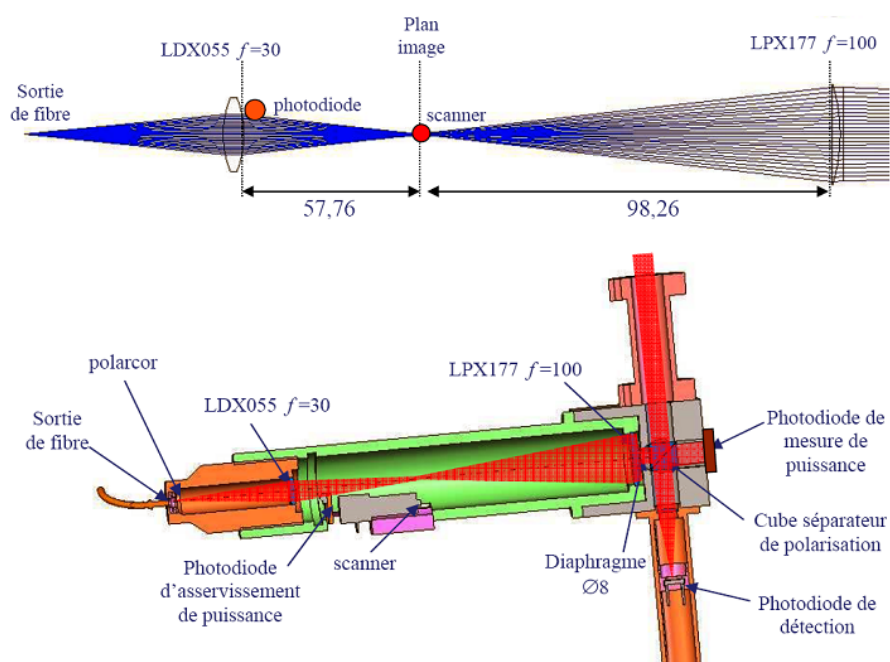 Plan
image
LDX055 f=30
LPX177 f=100
Sortie
de fibre
photodiode
scanner
57,76
98,26
polarcor
LPX177 f=100
LDX055 f=30
Sortie
de fibre
Photodiode de
mesure de
puissance
Cube séparateur
de polarisation
Photodiode
d'asservissement
de puissance
scanner
Diaphragme
Ø8
Photodiode de
détection